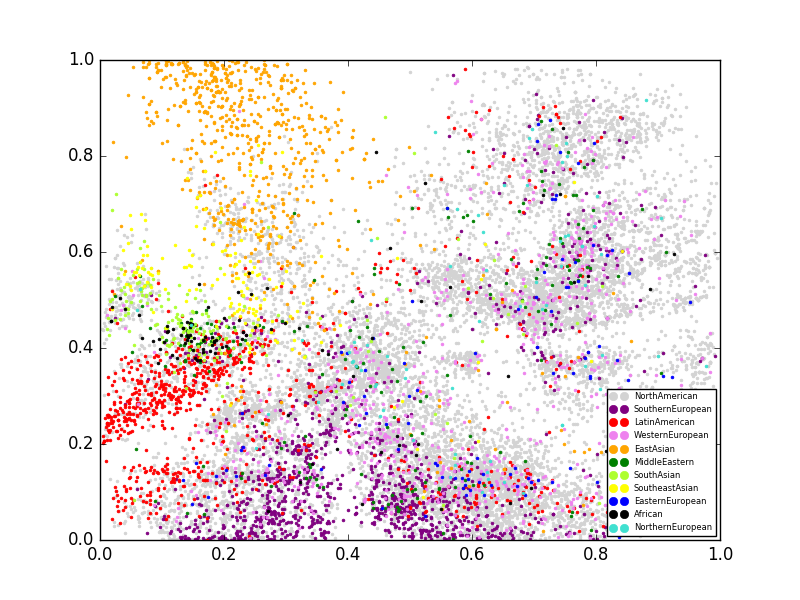 1.0
0.8
0.6
0.4
0.2
0.0
0.0 0.2 0.4 0.6 0.8 1.0
NorthAmerican
SouthernEuropean
LatinAmerican
WesternEuropean
EastAsian
MiddleEastern
SouthAsian
SoutheastAsian
EasternEuropean
African
NorthernEuropean